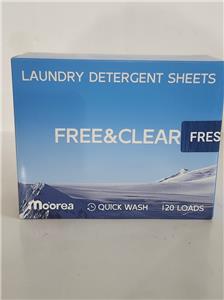 LAUNDRY DETERGENT SHEETS
FREE&CLEAR FRES
moorea QUICK WASH 120 LOADS